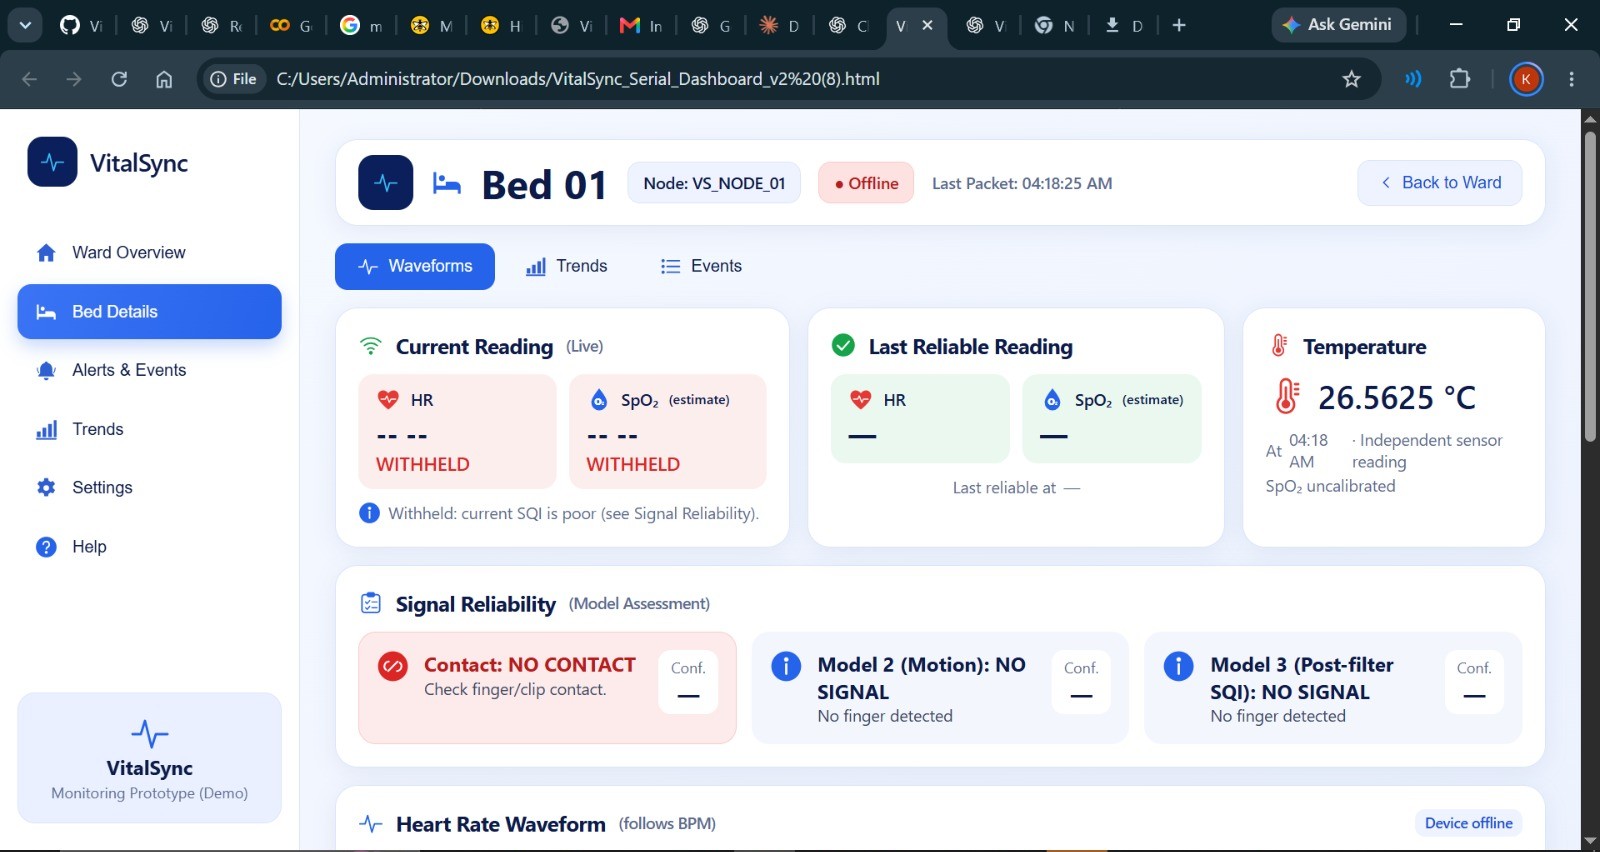 Vi
Vi
Re
G
m
M
H
Vi
In
G
D
C
V
Vi
N
D
Ask Gemini
File
C:/Users/Administrator/Downloads/VitalSync_Serial_Dashboard_v2%20(8).html
K
VitalSync
Ward Overview
Bed Details
Alerts & Events
Trends
Settings
Help
VitalSync
Monitoring Prototype (Demo)
Bed 01
Node: VS_NODE_01
● Offline
Last Packet: 04:18:25 AM
Back to Ward
Waveforms
Trends
Events
Current Reading (Live)
HR
-- --
WITHHELD
SpO₂ (estimate)
-- --
WITHHELD
Withheld: current SQI is poor (see Signal Reliability).
Last Reliable Reading
HR
—
SpO₂ (estimate)
—
Last reliable at —
Temperature
26.5625 °C
At 04:18 AM · Independent sensor reading
SpO₂ uncalibrated
Signal Reliability (Model Assessment)
Contact: NO CONTACT
Check finger/clip contact.
Conf.
—
Model 2 (Motion): NO
SIGNAL
No finger detected
Conf.
—
Model 3 (Post-filter
SQI): NO SIGNAL
No finger detected
Conf.
—
Heart Rate Waveform (follows BPM)
Device offline